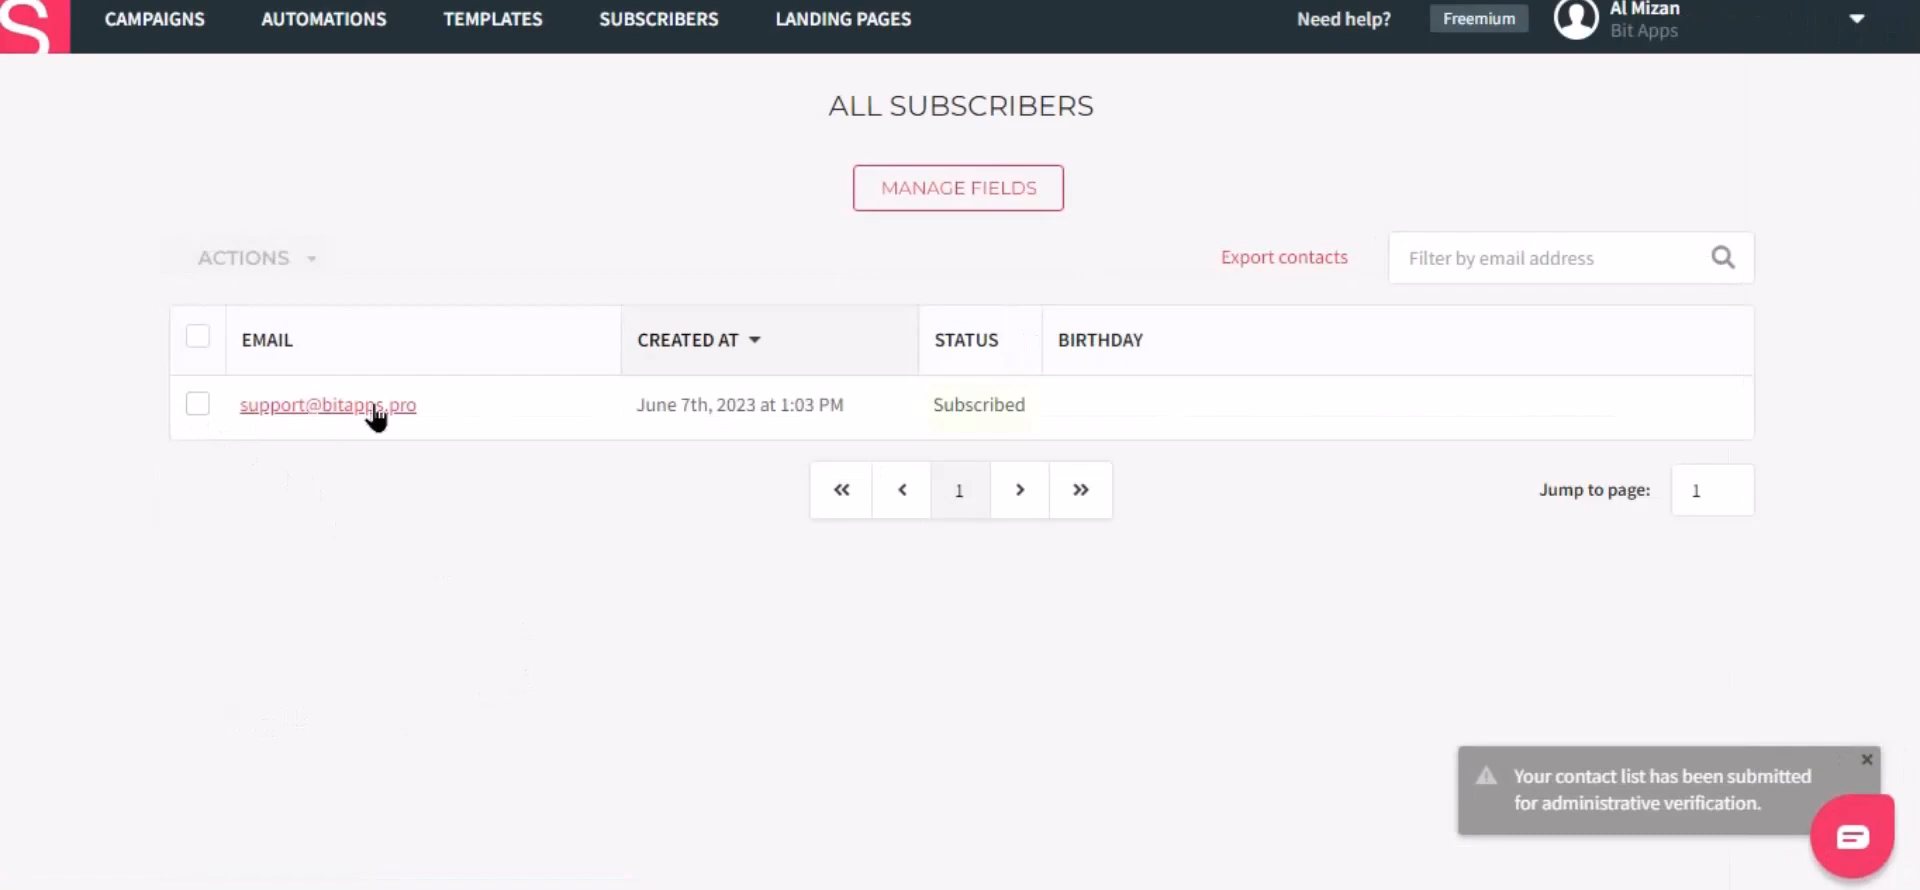 CAMPAIGNS AUTOMATIONS TEMPLATES SUBSCRIBERS LANDING PAGES Need help? Freemium Al Mizan
Bit Apps
ALL SUBSCRIBERS
MANAGE FIELDS
ACTIONS Export contacts Filter by email address
EMAIL CREATED AT STATUS BIRTHDAY
support@bitapps.pro June 7th, 2023 at 1:03 PM Subscribed
« ‹ 1 › » Jump to page: 1
Your contact list has been submitted
for administrative verification.